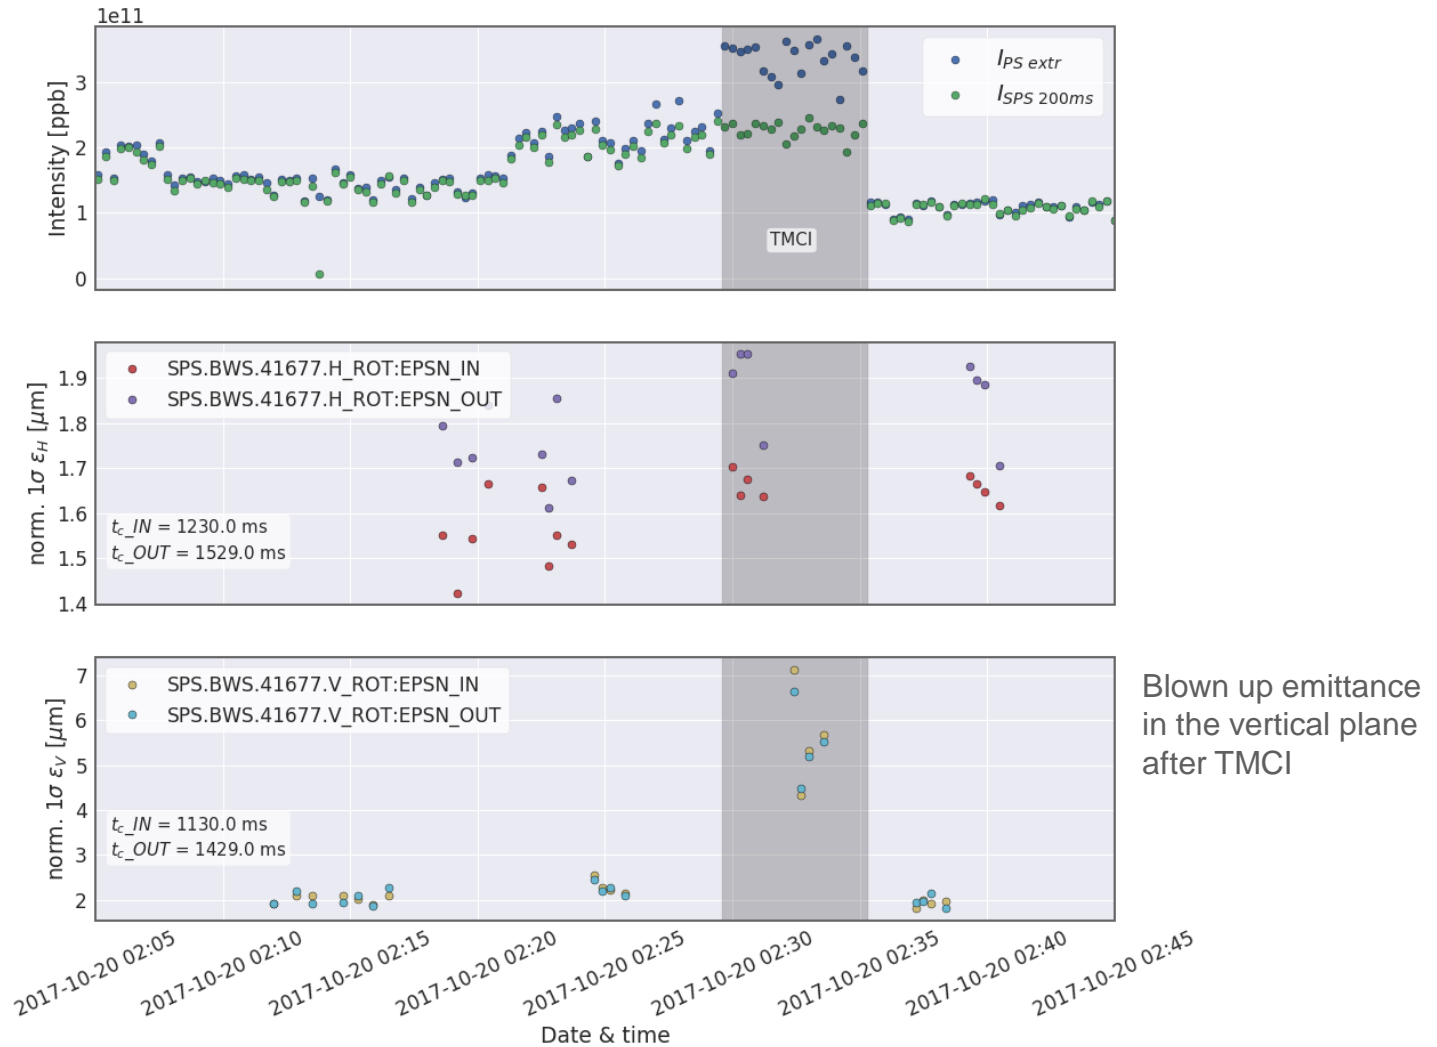 1e11
Intensity [ppb]
3
2
1
0
I_PS extr
I_SPS 200ms
TMCI
norm. 1σ ε_H [μm]
1.9
1.8
1.7
1.6
1.5
1.4
SPS.BWS.41677.H_ROT:EPSN_IN
SPS.BWS.41677.H_ROT:EPSN_OUT
t_c_IN = 1230.0 ms
t_c_OUT = 1529.0 ms
norm. 1σ ε_V [μm]
7
6
5
4
3
2
SPS.BWS.41677.V_ROT:EPSN_IN
SPS.BWS.41677.V_ROT:EPSN_OUT
t_c_IN = 1130.0 ms
t_c_OUT = 1429.0 ms
Blown up emittance
in the vertical plane
after TMCI
2017-10-20 02:05
2017-10-20 02:10
2017-10-20 02:15
2017-10-20 02:20
2017-10-20 02:25
2017-10-20 02:30
2017-10-20 02:35
2017-10-20 02:40
2017-10-20 02:45
Date & time